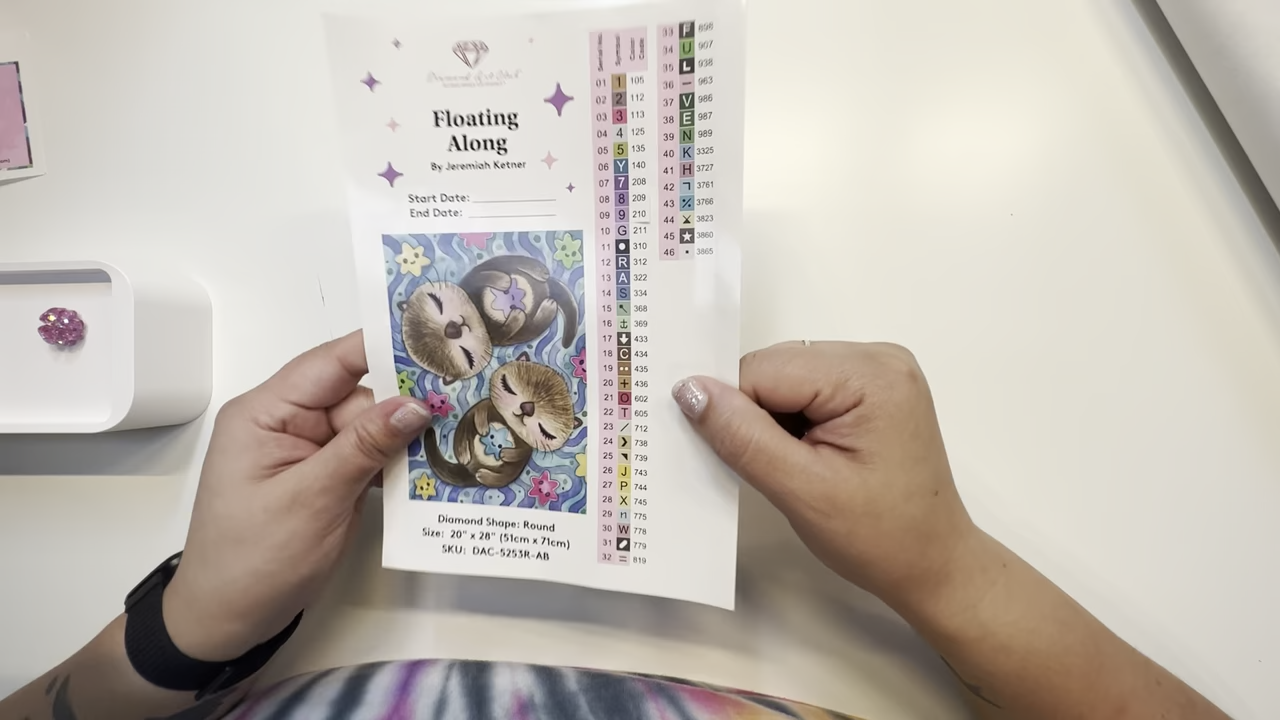 Floating
Along
By Jeremiah Ketner
Start Date:
End Date:
Diamond Shape: Round
Size: 20" x 28" (51cm x 71cm)
SKU: DAC-5253R-AB
01 1 105
02 2 112
03 3 113
04 4 125
05 5 135
06 Y 140
07 7 208
08 8 209
09 9 210
10 G 211
11 ● 310
12 R 312
13 A 322
14 S 334
15 ↖ 368
16 ⚓ 369
17 ⬇ 433
18 C 434
19 •• 435
20 + 436
21 O 602
22 T 605
23 / 712
24 ❯ 738
25 ◥ 739
26 J 743
27 P 744
28 X 745
29 n 775
30 W 778
31 779
32 = 819
33 F 898
34 U 907
35 L 938
36 — 963
37 V 986
38 E 987
39 N 989
40 K 3325
41 H 3727
42 ¬ 3761
43 ٪ 3766
44 3823
45 ★ 3860
46 ▪ 3865